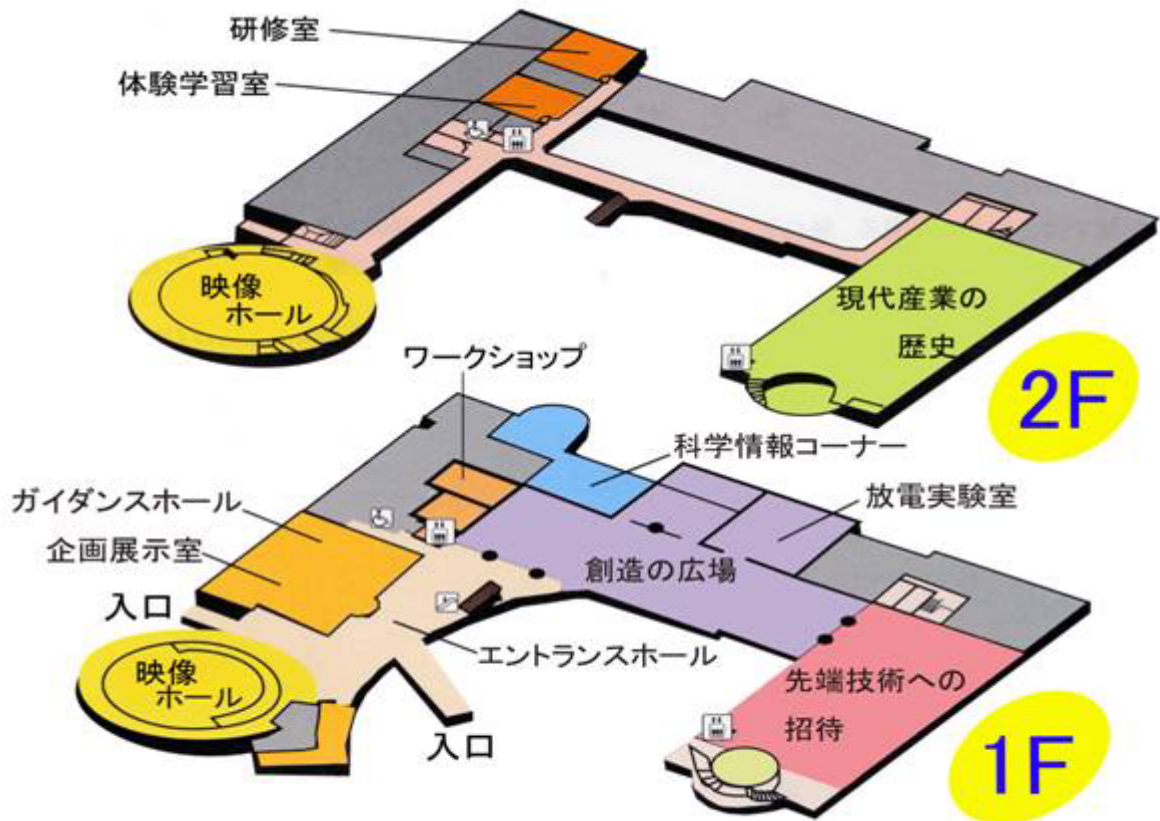 研修室
体験学習室
映像
ホール
現代産業の
歴史
2F
ワークショップ
科学情報コーナー
放電実験室
ガイダンスホール
企画展示室
創造の広場
入口
エントランスホール
映像
ホール
先端技術への
招待
入口
1F